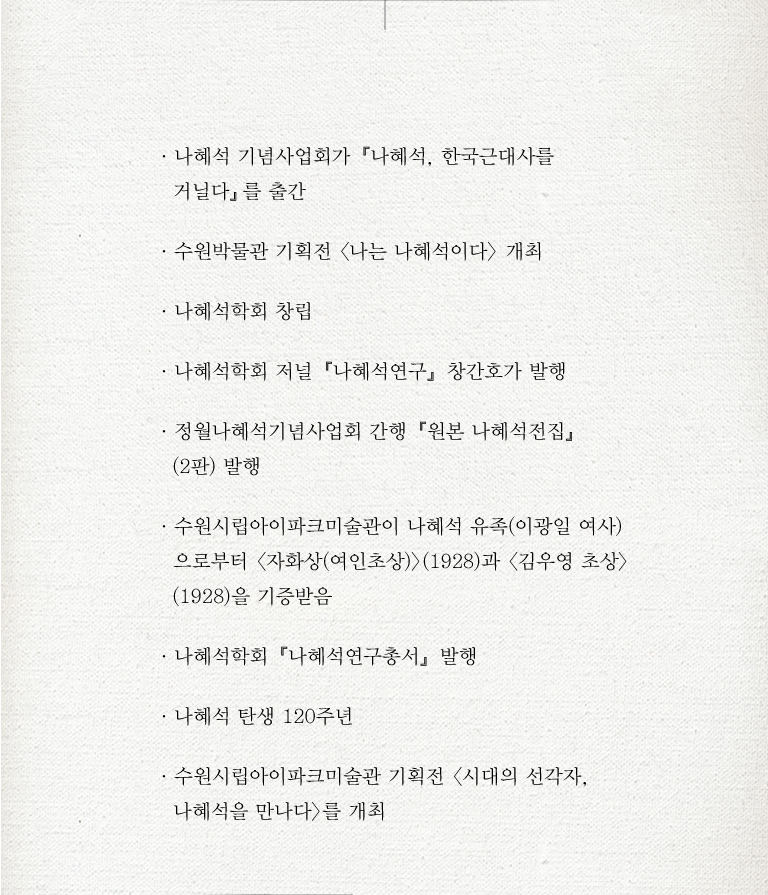 · 나혜석 기념사업회가 『나혜석, 한국근대사를
거닐다』를 출간
· 수원박물관 기획전 〈나는 나혜석이다〉 개최
· 나혜석학회 창립
· 나혜석학회 저널 『나혜석연구』 창간호가 발행
· 정월나혜석기념사업회 간행 『원본 나혜석전집』
(2판) 발행
· 수원시립아이파크미술관이 나혜석 유족(이광일 여사)
으로부터 〈자화상(여인초상)〉(1928)과 〈김우영 초상〉
(1928)을 기증받음
· 나혜석학회 『나혜석연구총서』 발행
· 나혜석 탄생 120주년
· 수원시립아이파크미술관 기획전 〈시대의 선각자,
나혜석을 만나다〉를 개최